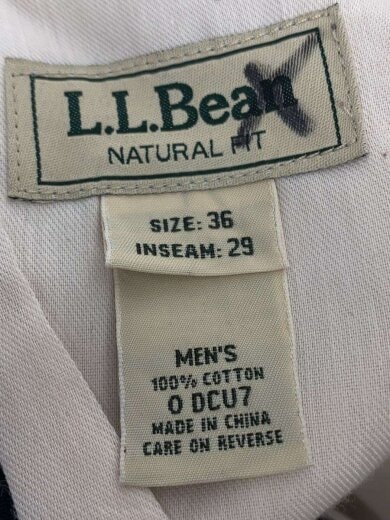 L.L.Bean
NATURAL FIT
SIZE: 36
INSEAM: 29
MEN'S
100% COTTON
0 DCU7
MADE IN CHINA
CARE ON REVERSE